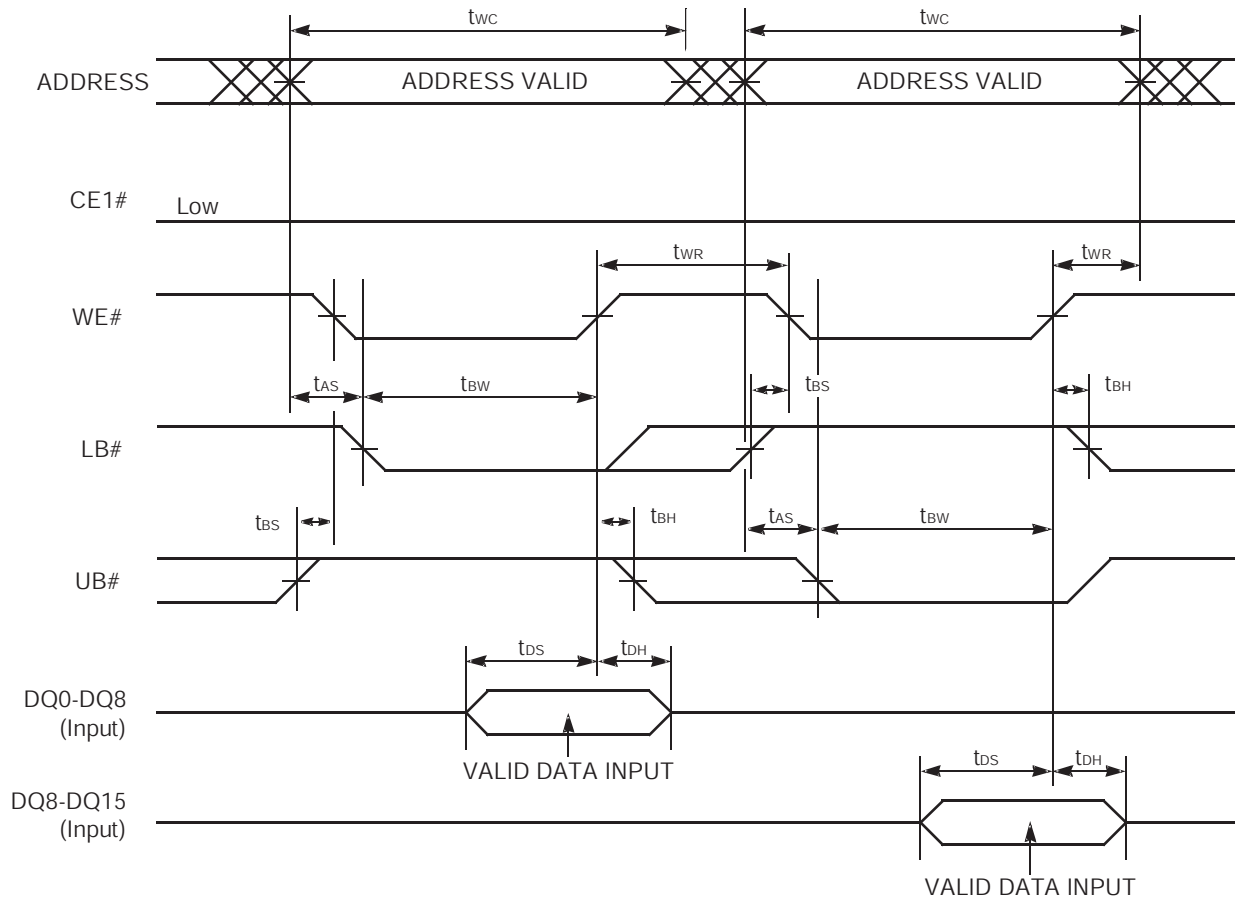 tWC tWC
ADDRESS ADDRESS VALID ADDRESS VALID
CE1# Low
tWR tWR
WE#
tAS tBW tBS tBH
LB#
tBS tBH tAS tBW
UB#
tDS tDH
DQ0-DQ8
(Input)
VALID DATA INPUT
tDS tDH
DQ8-DQ15
(Input)
VALID DATA INPUT